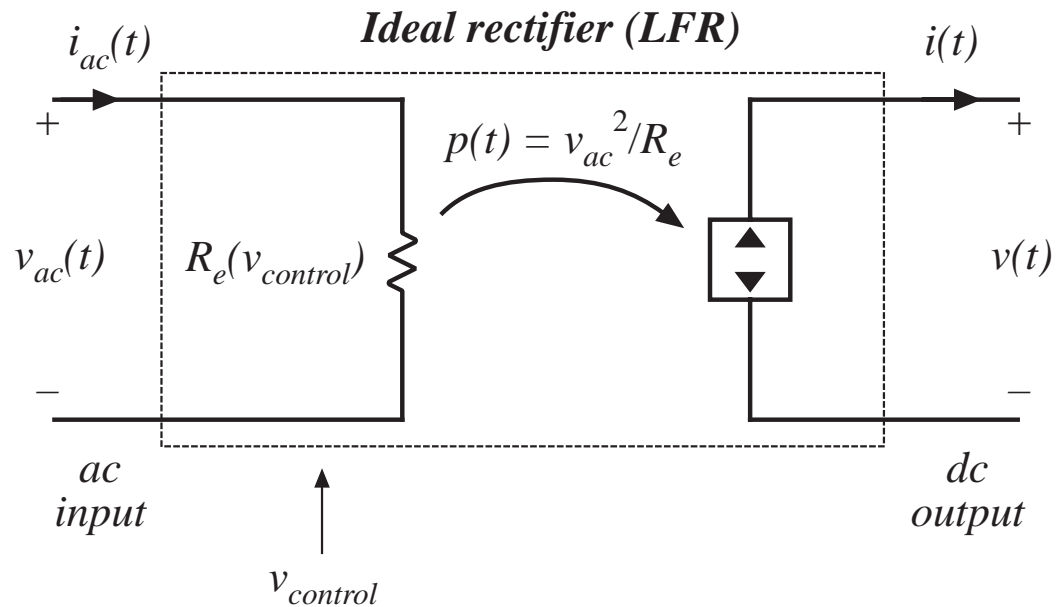 Ideal rectifier (LFR)
i_ac(t)
i(t)
+
+
p(t) = v_ac^2/R_e
v_ac(t)
R_e(v_control)
v(t)
–
–
ac
input
dc
output
v_control